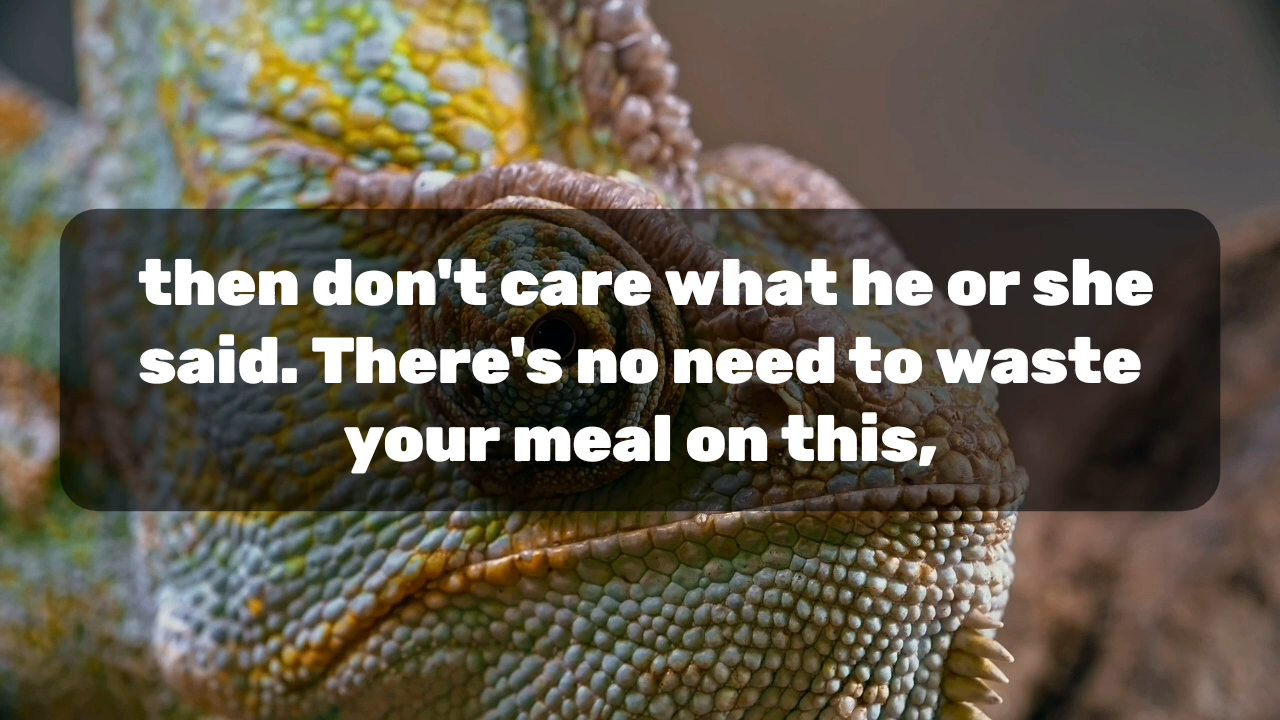 then don't care what he or she
said. There's no need to waste
your meal on this,